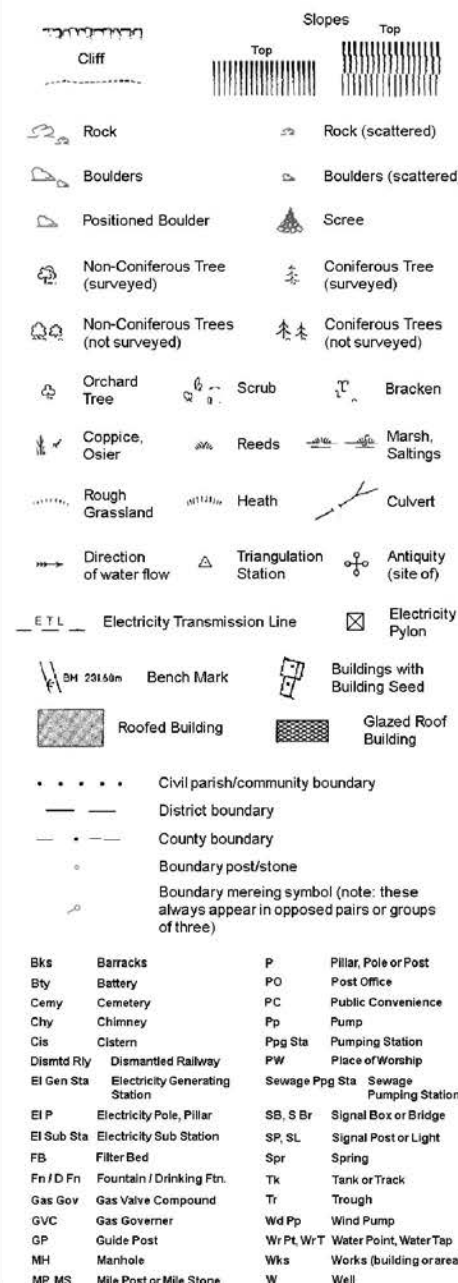 Slopes
Top
Top
Cliff
Rock
Rock (scattered)
Boulders
Boulders (scattered
Positioned Boulder
Scree
Non-Coniferous Tree
(surveyed)
Coniferous Tree
(surveyed)
Non-Coniferous Trees
(not surveyed)
Coniferous Trees
(not surveyed)
Orchard
Tree
Scrub
Bracken
Coppice,
Osier
Reeds
Marsh,
Saltings
Rough
Grassland
Heath
Culvert
Direction
of water flow
Triangulation
Station
Antiquity
(site of)
E T L
Electricity Transmission Line
Electricity
Pylon
BM 231.60m
Bench Mark
Buildings with
Building Seed
Roofed Building
Glazed Roof
Building
Civil parish/community boundary
District boundary
County boundary
Boundary post/stone
Boundary mereing symbol (note: these
always appear in opposed pairs or groups
of three)
Bks Barracks P Pillar, Pole or Post
Bty Battery PO Post Office
Cemy Cemetery PC Public Convenience
Chy Chimney Pp Pump
Cis Cistern Ppg Sta Pumping Station
Dismtd Rly Dismantled Railway PW Place of Worship
El Gen Sta Electricity Generating
Station
Sewage Ppg Sta Sewage
Pumping Station
El P Electricity Pole, Pillar SB, S Br Signal Box or Bridge
El Sub Sta Electricity Sub Station SP, SL Signal Post or Light
FB Filter Bed Spr Spring
Fn / D Fn Fountain / Drinking Ftn. Tk Tank or Track
Gas Gov Gas Valve Compound Tr Trough
GVC Gas Governer Wd Pp Wind Pump
GP Guide Post Wr Pt, Wr T Water Point, Water Tap
MH Manhole Wks Works (building or area
MP, MS Mile Post or Mile Stone W Well